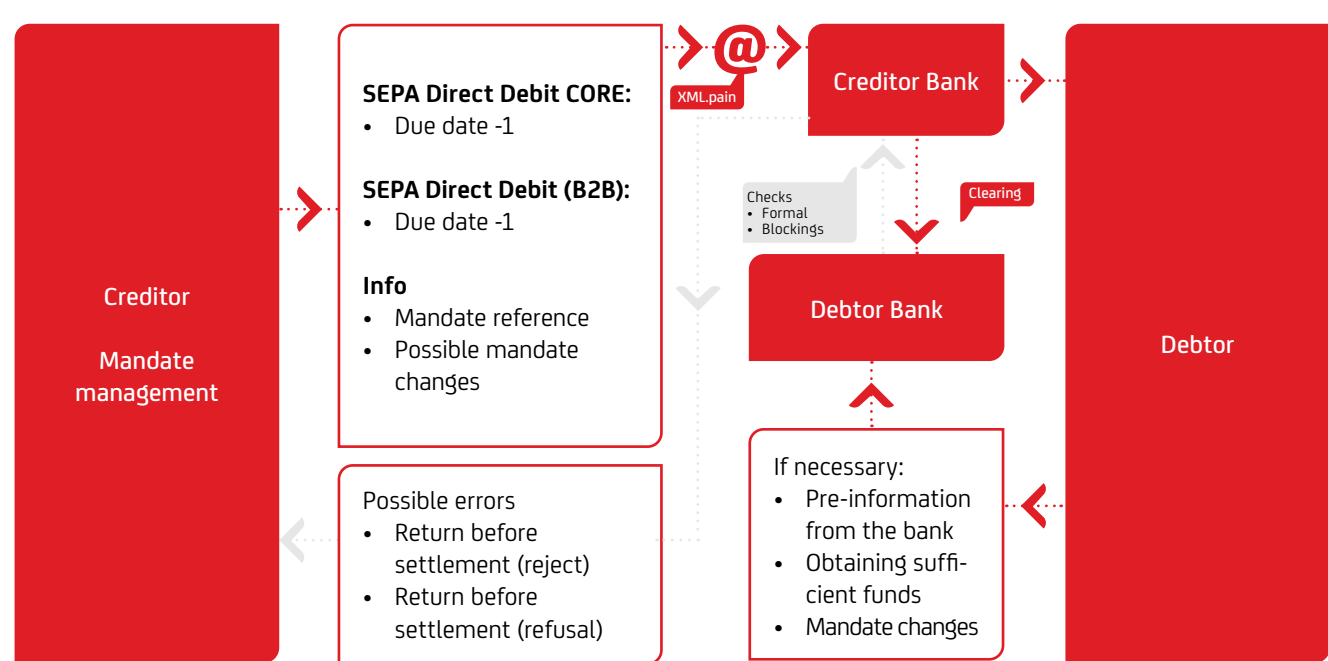 Creditor
Mandate
management
SEPA Direct Debit CORE:
• Due date -1
SEPA Direct Debit (B2B):
• Due date -1
Info
• Mandate reference
• Possible mandate
changes
Possible errors
• Return before
settlement (reject)
• Return before
settlement (refusal)
@
XML.pain
Creditor Bank
Checks
• Formal
• Blockings
Clearing
Debtor Bank
If necessary:
• Pre-information
from the bank
• Obtaining suffi-
cient funds
• Mandate changes
Debtor